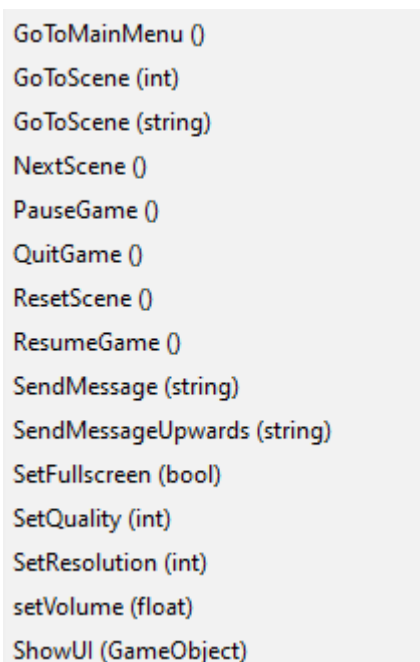 GoToMainMenu ()
GoToScene (int)
GoToScene (string)
NextScene ()
PauseGame ()
QuitGame ()
ResetScene ()
ResumeGame ()
SendMessage (string)
SendMessageUpwards (string)
SetFullscreen (bool)
SetQuality (int)
SetResolution (int)
setVolume (float)
ShowUI (GameObject)